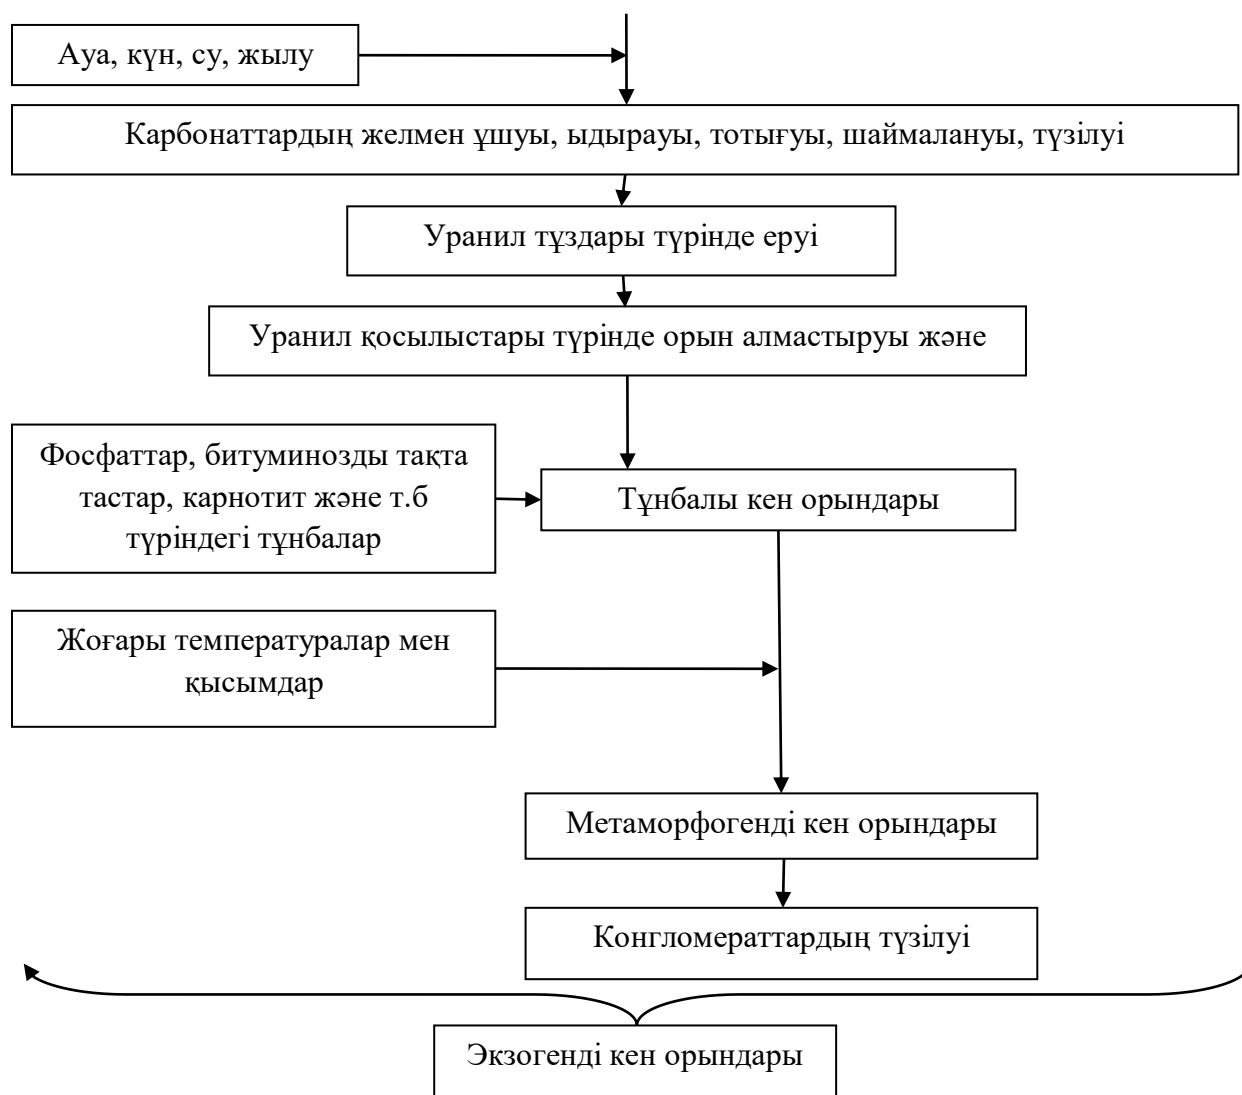 Ауа, күн, су, жылу
Карбонаттардың желмен ұшуы, ыдырауы, тотығуы, шаймалануы, түзілуі
Уранил тұздары түрінде еруі
Уранил қосылыстары түрінде орын алмастыруы және
Фосфаттар, битуминозды тақта
тастар, карнотит және т.б
түріндегі тұнбалар
Тұнбалы кен орындары
Жоғары температуралар мен
қысымдар
Метаморфогенді кен орындары
Конгломераттардың түзілуі
Экзогенді кен орындары